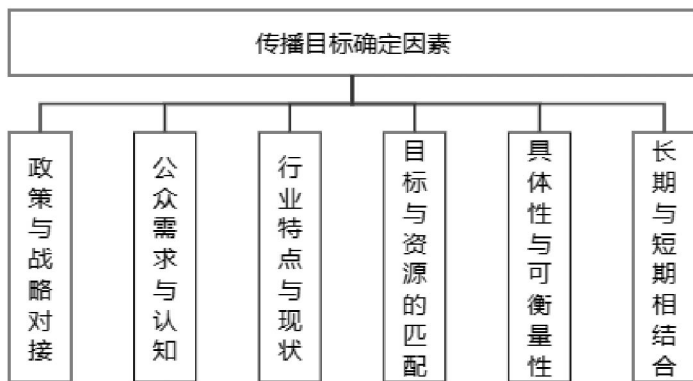 传播目标确定因素
政策与战略对接
公众需求与认知
行业特点与现状
目标与资源的匹配
具体性与可衡量性
长期与短期相结合